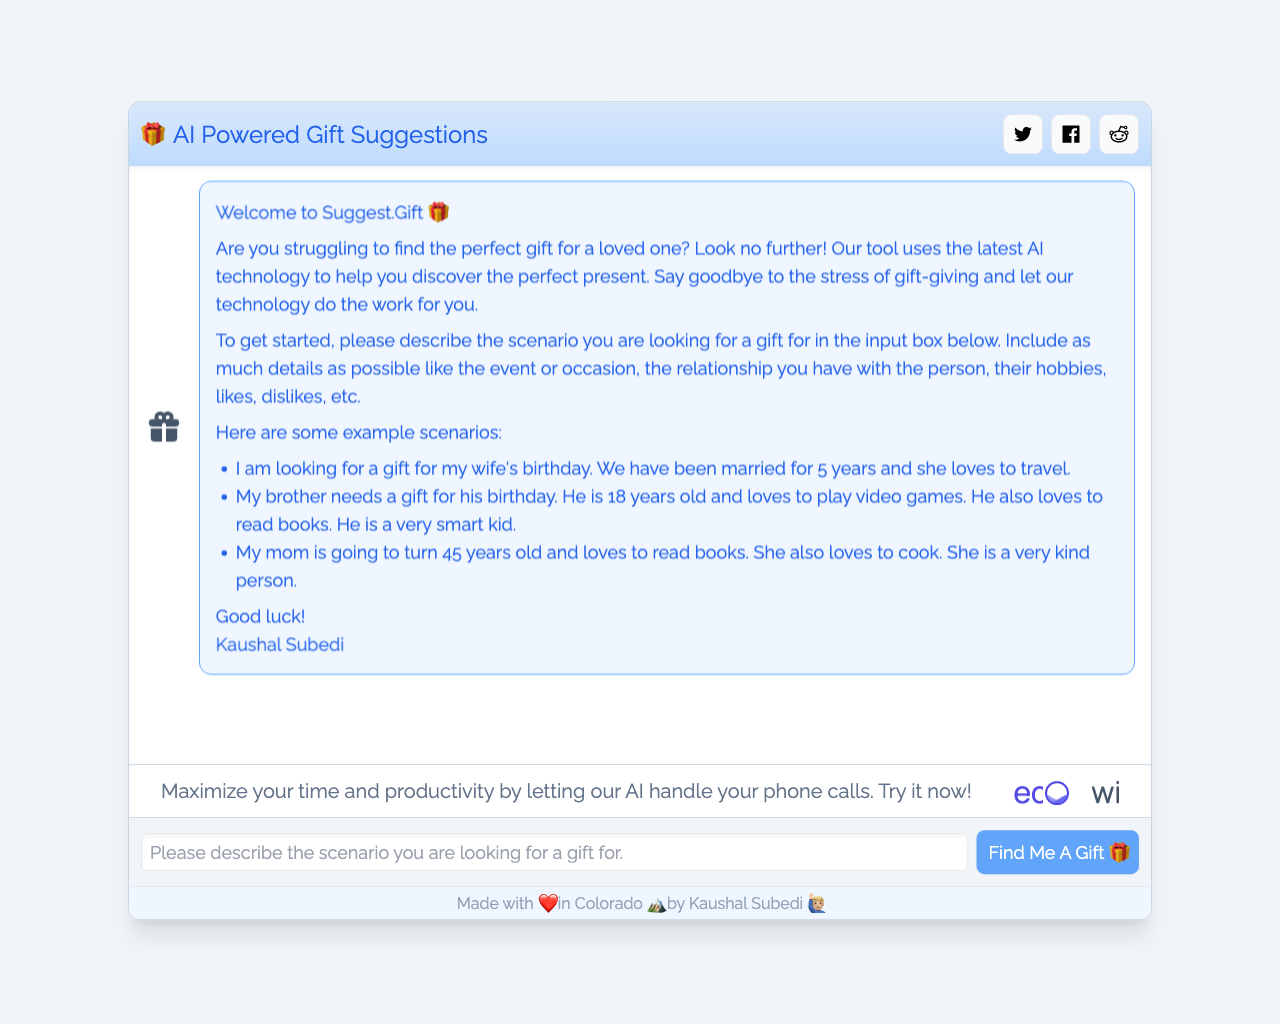 🎁 AI Powered Gift Suggestions
Welcome to Suggest.Gift 🎁
Are you struggling to find the perfect gift for a loved one? Look no further! Our tool uses the latest AI
technology to help you discover the perfect present. Say goodbye to the stress of gift-giving and let our
technology do the work for you.
To get started, please describe the scenario you are looking for a gift for in the input box below. Include as
much details as possible like the event or occasion, the relationship you have with the person, their hobbies,
likes, dislikes, etc.
Here are some example scenarios:
• I am looking for a gift for my wife's birthday. We have been married for 5 years and she loves to travel.
• My brother needs a gift for his birthday. He is 18 years old and loves to play video games. He also loves to
read books. He is a very smart kid.
• My mom is going to turn 45 years old and loves to read books. She also loves to cook. She is a very kind
person.
Good luck!
Kaushal Subedi
Maximize your time and productivity by letting our AI handle your phone calls. Try it now!
eco wi
Please describe the scenario you are looking for a gift for.
Find Me A Gift 🎁
Made with ❤️in Colorado 🏔️by Kaushal Subedi 🙋🏼‍♂️